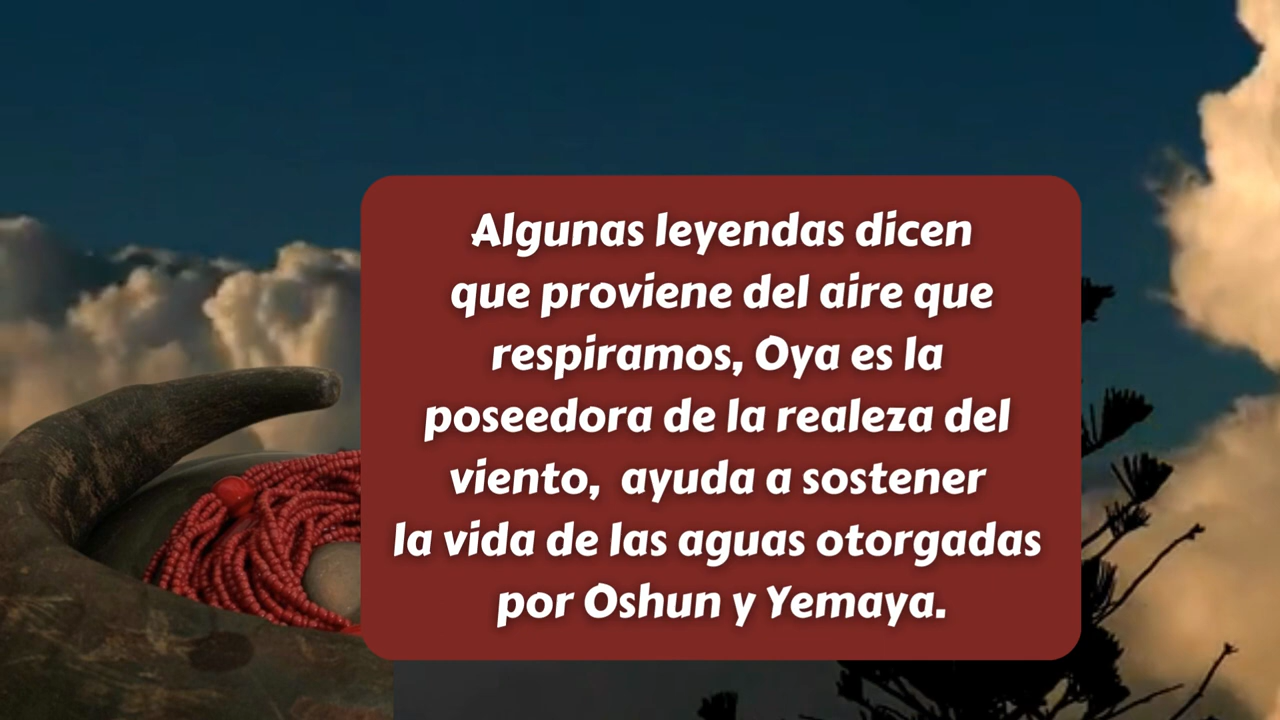 Algunas leyendas dicen
que proviene del aire que
respiramos, Oya es la
poseedora de la realeza del
viento,  ayuda a sostener
la vida de las aguas otorgadas
por Oshun y Yemaya.